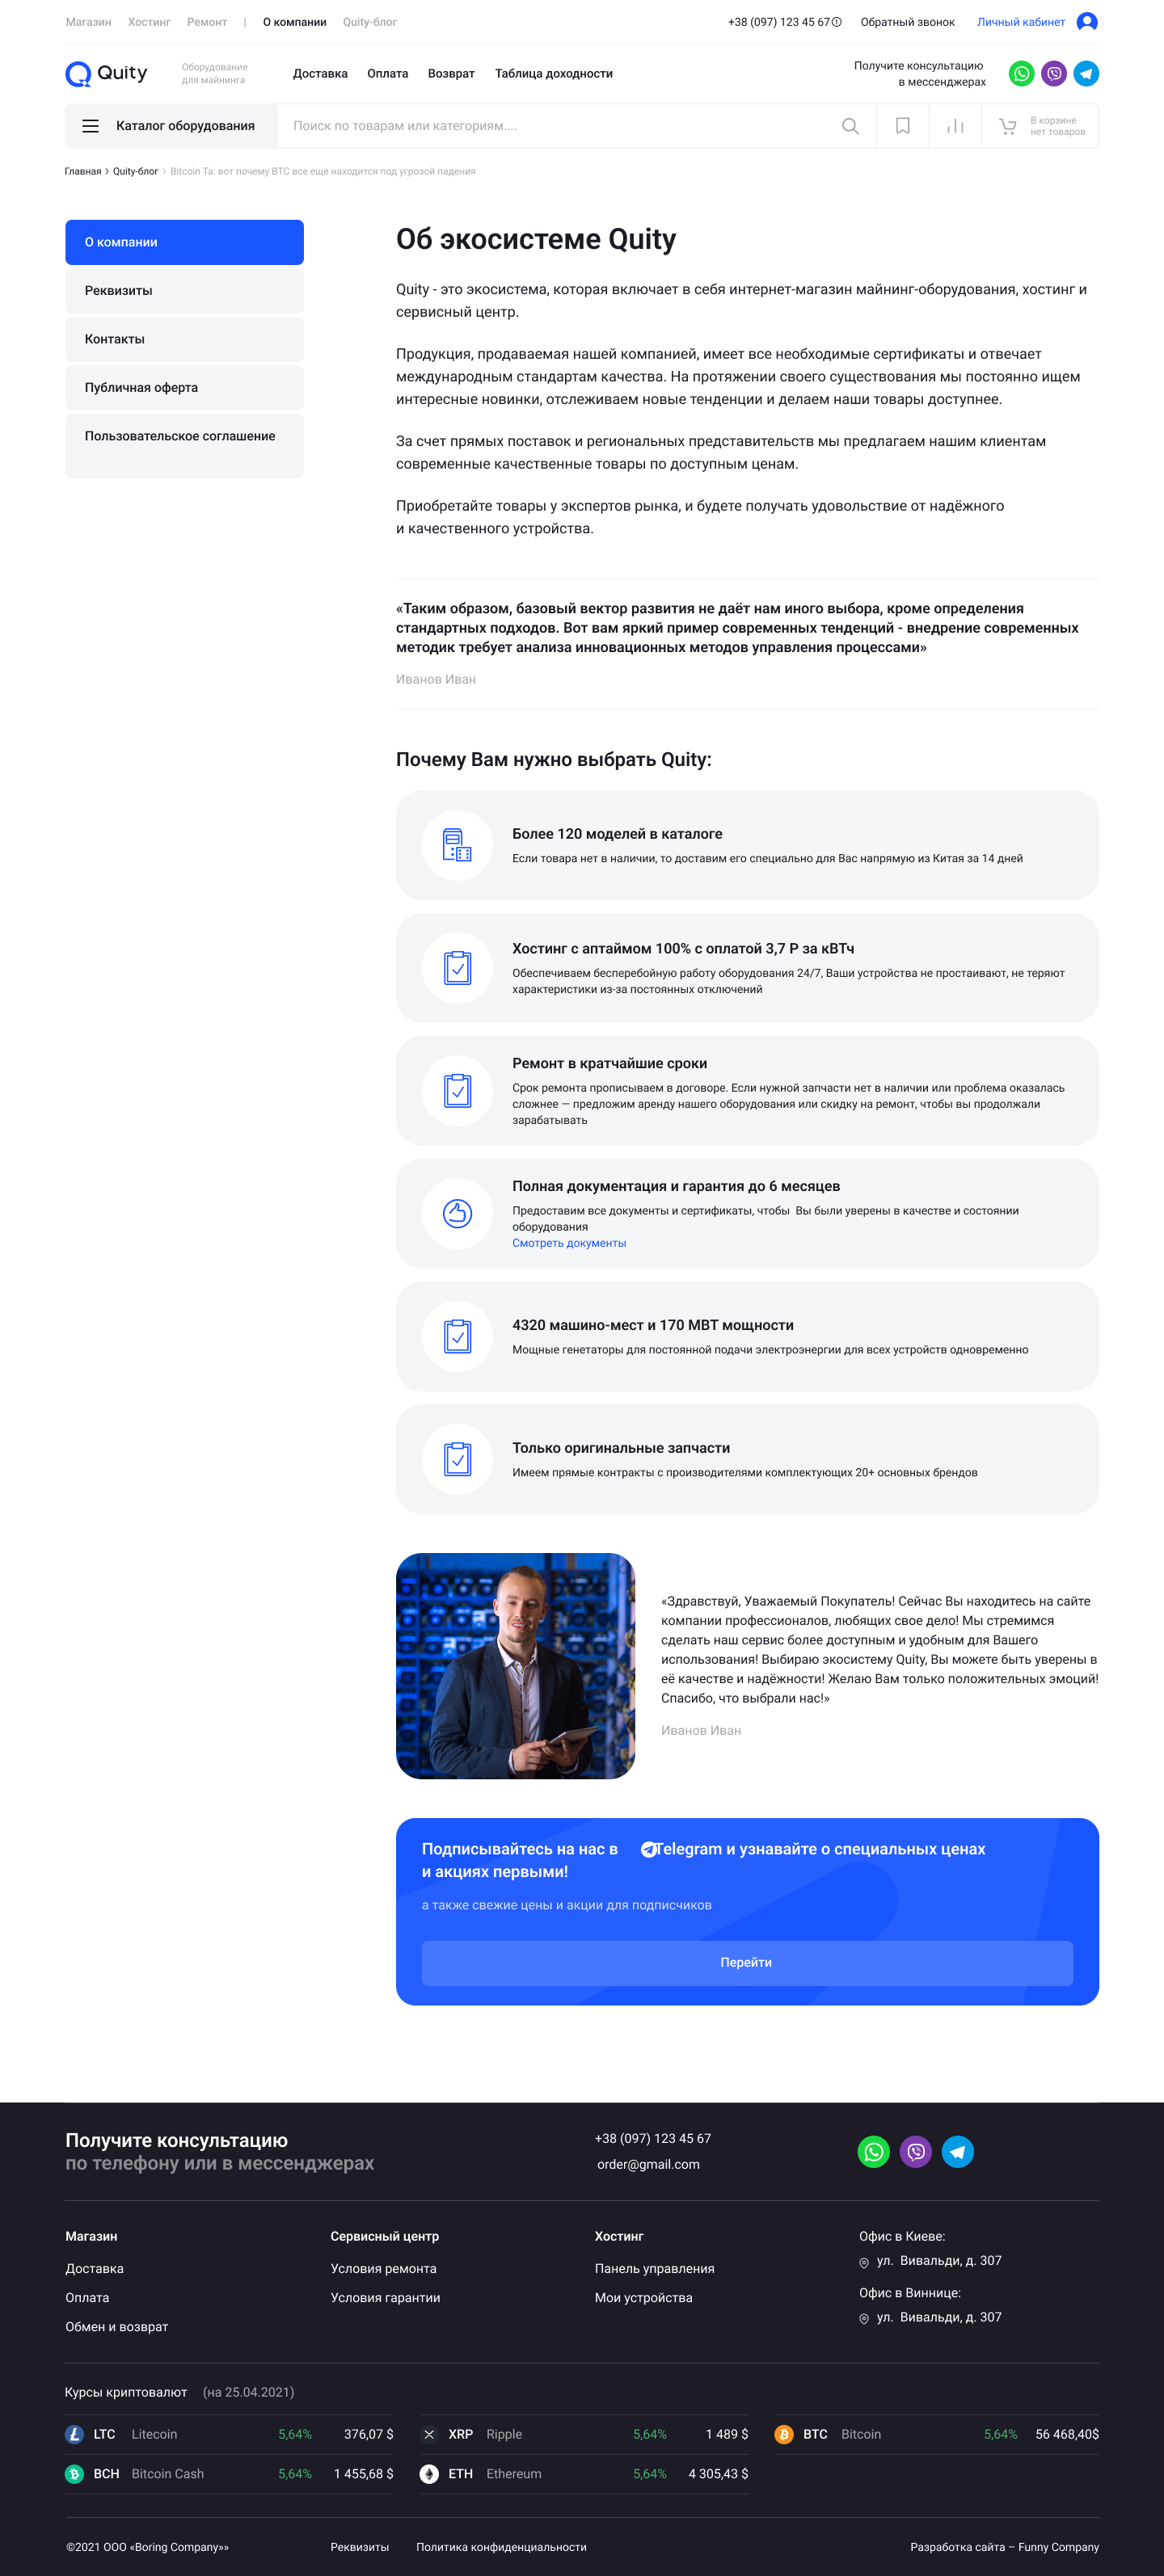 Магазин Хостинг Ремонт | О компании Quity-блог +38 (097) 123 45 67 Обратный звонок Личный кабинет
Quity
Оборудование
для майнинга
Доставка Оплата Возврат Таблица доходности
Получите консультацию
в мессенджерах
Каталог оборудования
Поиск по товарам или категориям....
В корзине
нет товаров
Главная > Quity-блог > Bitcoin Ta: вот почему BTC все еще находится под угрозой падения
О компании
Реквизиты
Контакты
Публичная оферта
Пользовательское соглашение
Об экосистеме Quity
Quity - это экосистема, которая включает в себя интернет-магазин майнинг-оборудования, хостинг и
сервисный центр.
Продукция, продаваемая нашей компанией, имеет все необходимые сертификаты и отвечает
международным стандартам качества. На протяжении своего существования мы постоянно ищем
интересные новинки, отслеживаем новые тенденции и делаем наши товары доступнее.
За счет прямых поставок и региональных представительств мы предлагаем нашим клиентам
современные качественные товары по доступным ценам.
Приобретайте товары у экспертов рынка, и будете получать удовольствие от надёжного
и качественного устройства.
«Таким образом, базовый вектор развития не даёт нам иного выбора, кроме определения
стандартных подходов. Вот вам яркий пример современных тенденций - внедрение современных
методик требует анализа инновационных методов управления процессами»
Иванов Иван
Почему Вам нужно выбрать Quity:
Более 120 моделей в каталоге
Если товара нет в наличии, то доставим его специально для Вас напрямую из Китая за 14 дней
Хостинг с аптаймом 100% с оплатой 3,7 Р за кВТч
Обеспечиваем бесперебойную работу оборудования 24/7, Ваши устройства не простаивают, не теряют
характеристики из-за постоянных отключений
Ремонт в кратчайшие сроки
Срок ремонта прописываем в договоре. Если нужной запчасти нет в наличии или проблема оказалась
сложнее — предложим аренду нашего оборудования или скидку на ремонт, чтобы вы продолжали
зарабатывать
Полная документация и гарантия до 6 месяцев
Предоставим все документы и сертификаты, чтобы Вы были уверены в качестве и состоянии
оборудования
Смотреть документы
4320 машино-мест и 170 МВТ мощности
Мощные генетаторы для постоянной подачи электроэнергии для всех устройств одновременно
Только оригинальные запчасти
Имеем прямые контракты с производителями комплектующих 20+ основных брендов
«Здравствуй, Уважаемый Покупатель! Сейчас Вы находитесь на сайте
компании профессионалов, любящих свое дело! Мы стремимся
сделать наш сервис более доступным и удобным для Вашего
использования! Выбираю экосистему Quity, Вы можете быть уверены в
её качестве и надёжности! Желаю Вам только положительных эмоций!
Спасибо, что выбрали нас!»
Иванов Иван
Подписывайтесь на нас в Telegram и узнавайте о специальных ценах
и акциях первыми!
а также свежие цены и акции для подписчиков
Перейти
Получите консультацию
по телефону или в мессенджерах
+38 (097) 123 45 67
order@gmail.com
Магазин
Доставка
Оплата
Обмен и возврат
Сервисный центр
Условия ремонта
Условия гарантии
Хостинг
Панель управления
Мои устройства
Офис в Киеве:
ул. Вивальди, д. 307
Офис в Виннице:
ул. Вивальди, д. 307
Курсы криптовалют (на 25.04.2021)
LTC Litecoin 5,64% 376,07 $
XRP Ripple 5,64% 1 489 $
BTC Bitcoin 5,64% 56 468,40$
BCH Bitcoin Cash 5,64% 1 455,68 $
ETH Ethereum 5,64% 4 305,43 $
©2021 ООО «Boring Company»» Реквизиты Политика конфиденциальности Разработка сайта – Funny Company